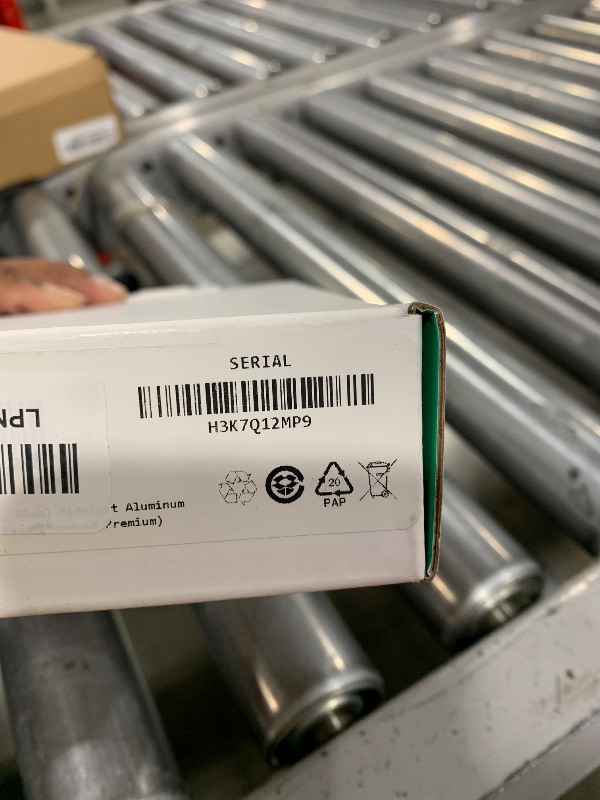 SERIAL
H3K7Q12MP9
LPN
20
PAP
t Aluminum
Premium)